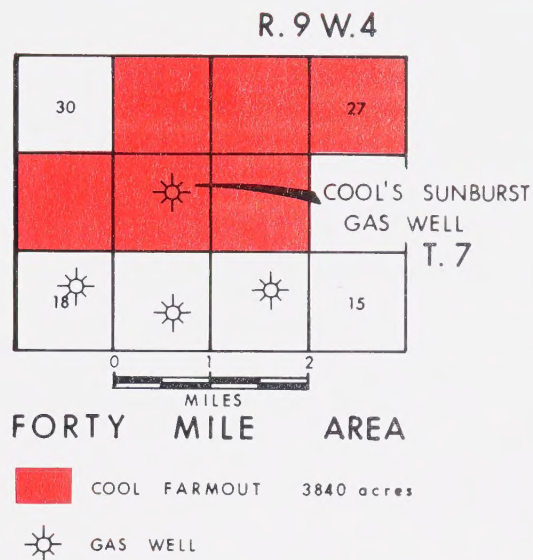 R. 9 W. 4
30
27
COOL'S SUNBURST
GAS WELL
T. 7
18
15
0 1 2
MILES
FORTY MILE AREA
COOL FARMOUT 3840 acres
GAS WELL